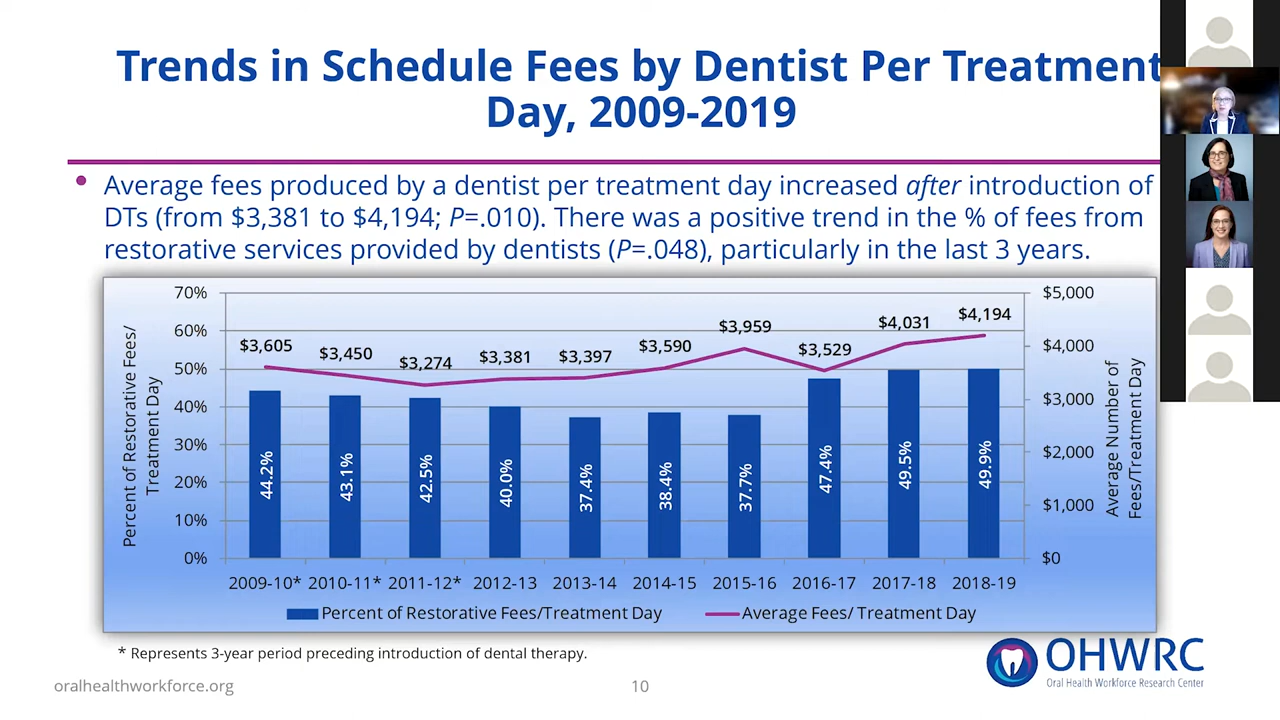 Trends in Schedule Fees by Dentist Per Treatment
Day, 2009-2019
• Average fees produced by a dentist per treatment day increased after introduction of
DTs (from $3,381 to $4,194; P=.010). There was a positive trend in the % of fees from
restorative services provided by dentists (P=.048), particularly in the last 3 years.
Percent of Restorative Fees/
Treatment Day
70%
60%
50%
40%
30%
20%
10%
0%
$3,605
$3,450
$3,274
$3,381
$3,397
$3,590
$3,959
$3,529
$4,031
$4,194
44.2%
43.1%
42.5%
40.0%
37.4%
38.4%
37.7%
47.4%
49.5%
49.9%
$5,000
$4,000
$3,000
$2,000
$1,000
$0
Average Number of
Fees/Treatment Day
2009-10* 2010-11* 2011-12* 2012-13 2013-14 2014-15 2015-16 2016-17 2017-18 2018-19
Percent of Restorative Fees/Treatment Day Average Fees/ Treatment Day
* Represents 3-year period preceding introduction of dental therapy.
OHWRC
Oral Health Workforce Research Center
oralhealthworkforce.org
10